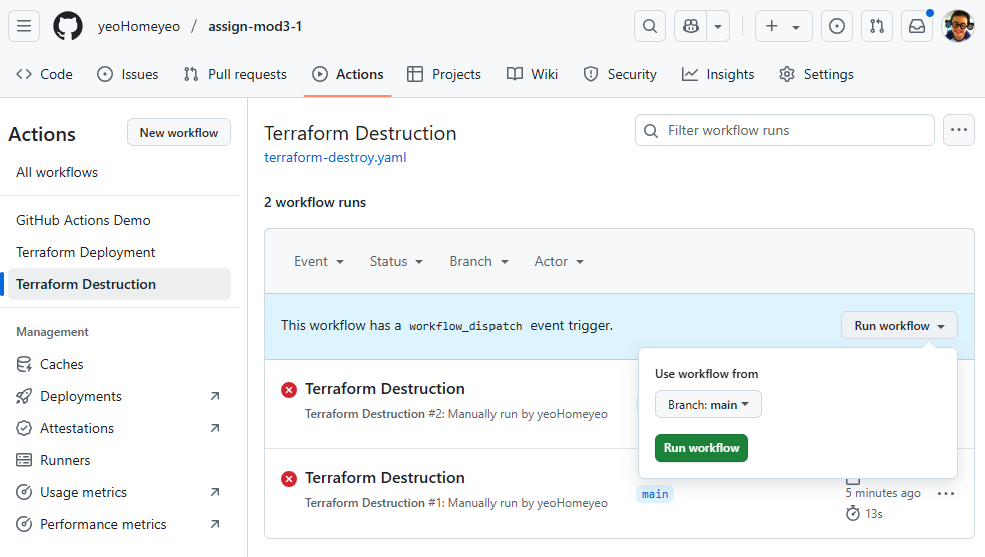 yeoHomeyeo / assign-mod3-1
Code Issues Pull requests Actions Projects Wiki Security Insights Settings
Actions
New workflow
All workflows
GitHub Actions Demo
Terraform Deployment
Terraform Destruction
Management
Caches
Deployments
Attestations
Runners
Usage metrics
Performance metrics
Terraform Destruction
terraform-destroy.yaml
Filter workflow runs
2 workflow runs
Event Status Branch Actor
This workflow has a workflow_dispatch event trigger.
Run workflow
Use workflow from
Branch: main
Run workflow
Terraform Destruction
Terraform Destruction #2: Manually run by yeoHomeyeo
Terraform Destruction
Terraform Destruction #1: Manually run by yeoHomeyeo
main
5 minutes ago
13s